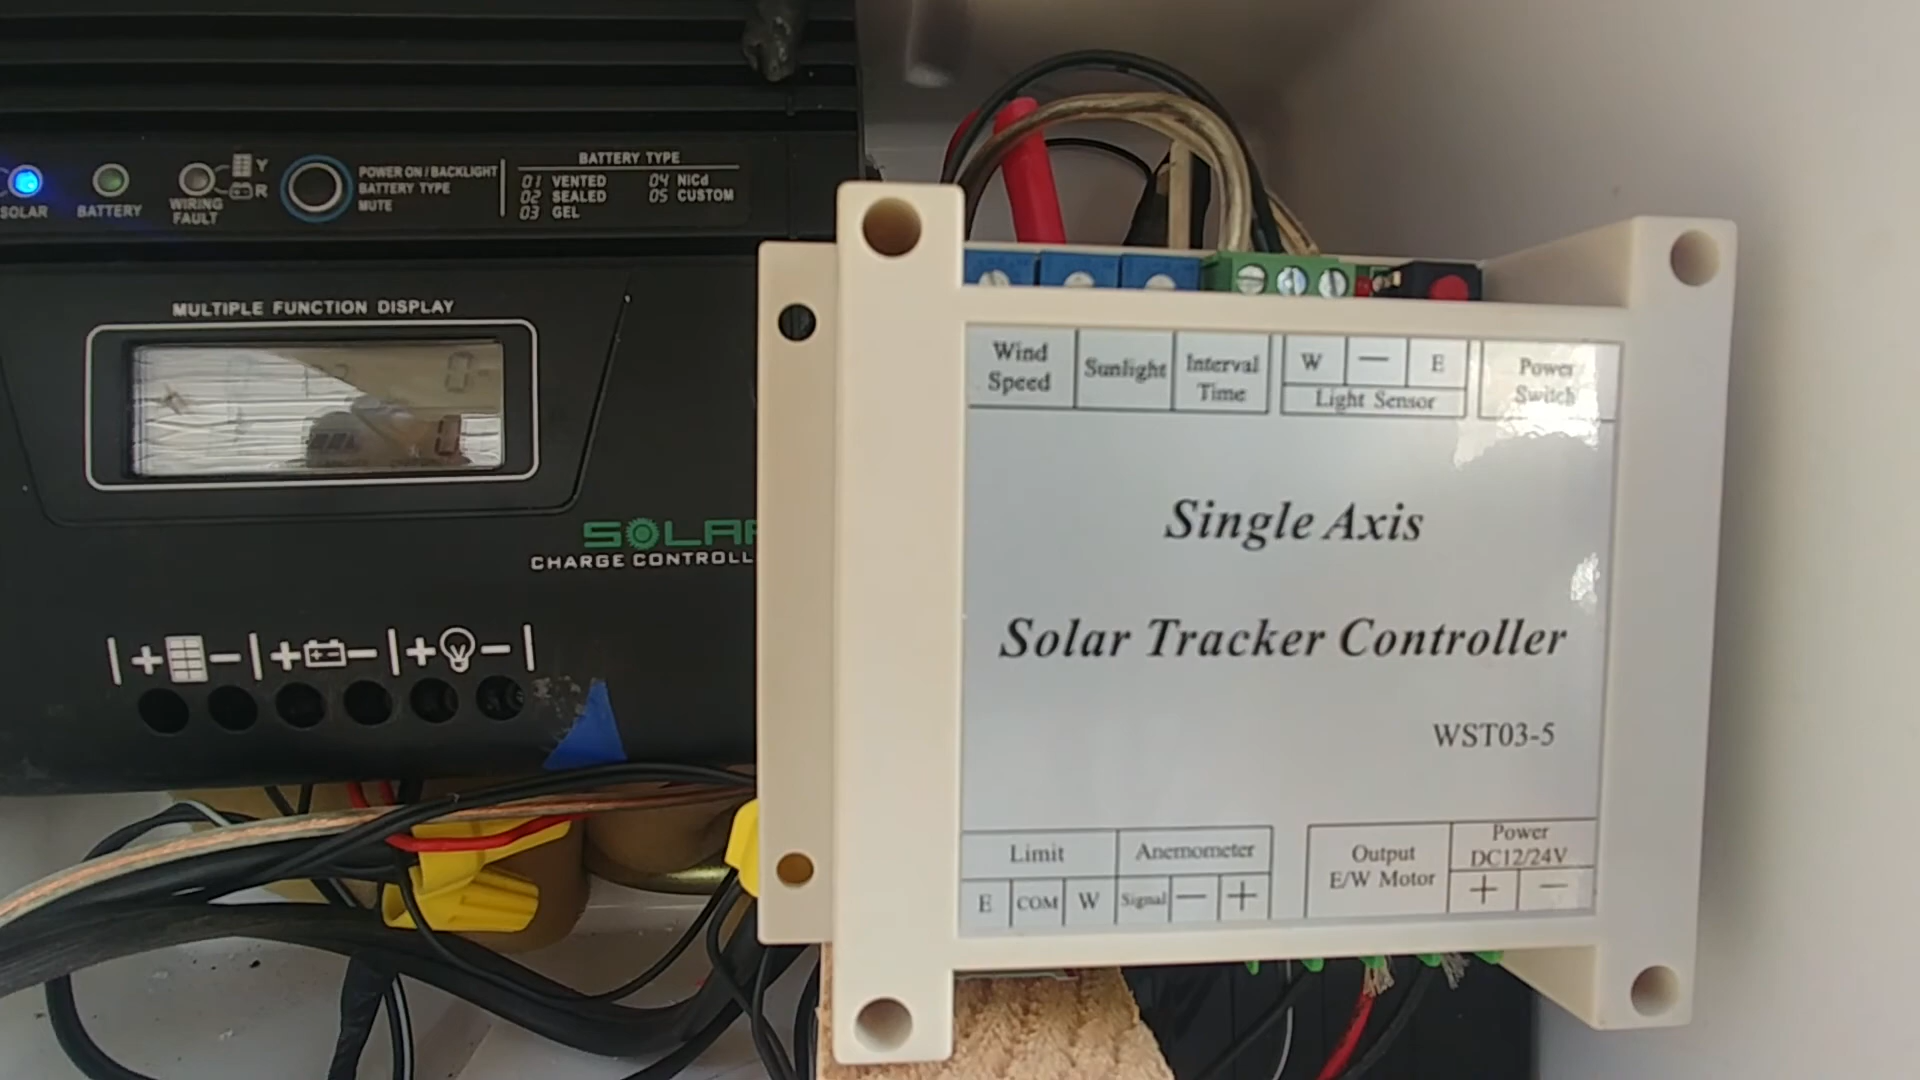 SOLAR
BATTERY
WIRING
FAULT
Y
R
POWER ON / BACKLIGHT
BATTERY TYPE
MUTE
BATTERY TYPE
01 VENTED 04 NiCd
02 SEALED 05 CUSTOM
03 GEL
MULTIPLE FUNCTION DISPLAY
SOLAR
CHARGE CONTROLL
+ − + − + −
Wind
Speed
Sunlight
Interval
Time
W — E
Light Sensor
Power
Switch
Single Axis
Solar Tracker Controller
WST03-5
Limit
E COM W
Anemometer
Signal — +
Output
E/W Motor
Power
DC12/24V
+ —